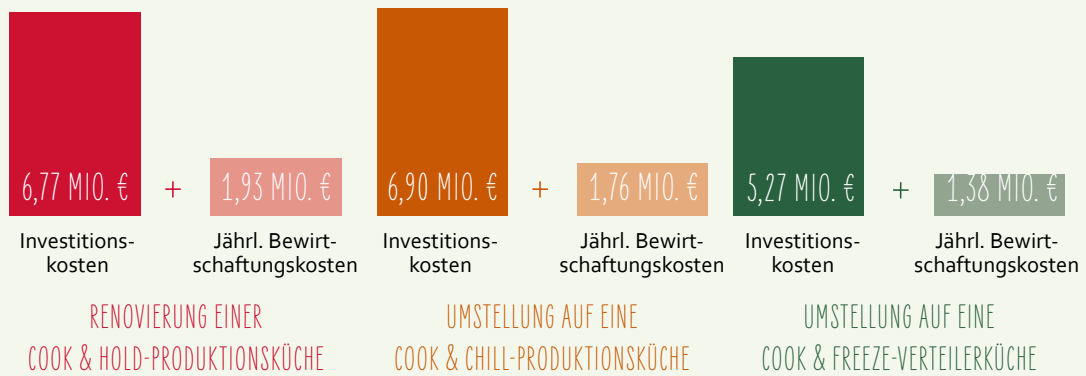 6,77 MIO. € + 1,93 MIO. € 6,90 MIO. € + 1,76 MIO. € 5,27 MIO. € + 1,38 MIO. €
Investitions-
kosten
Jährl. Bewirt-
schaftungskosten
Investitions-
kosten
Jährl. Bewirt-
schaftungskosten
Investitions-
kosten
Jährl. Bewirt-
schaftungskosten
RENOVIERUNG EINER
COOK & HOLD-PRODUKTIONSKÜCHE
UMSTELLUNG AUF EINE
COOK & CHILL-PRODUKTIONSKÜCHE
UMSTELLUNG AUF EINE
COOK & FREEZE-VERTEILERKÜCHE